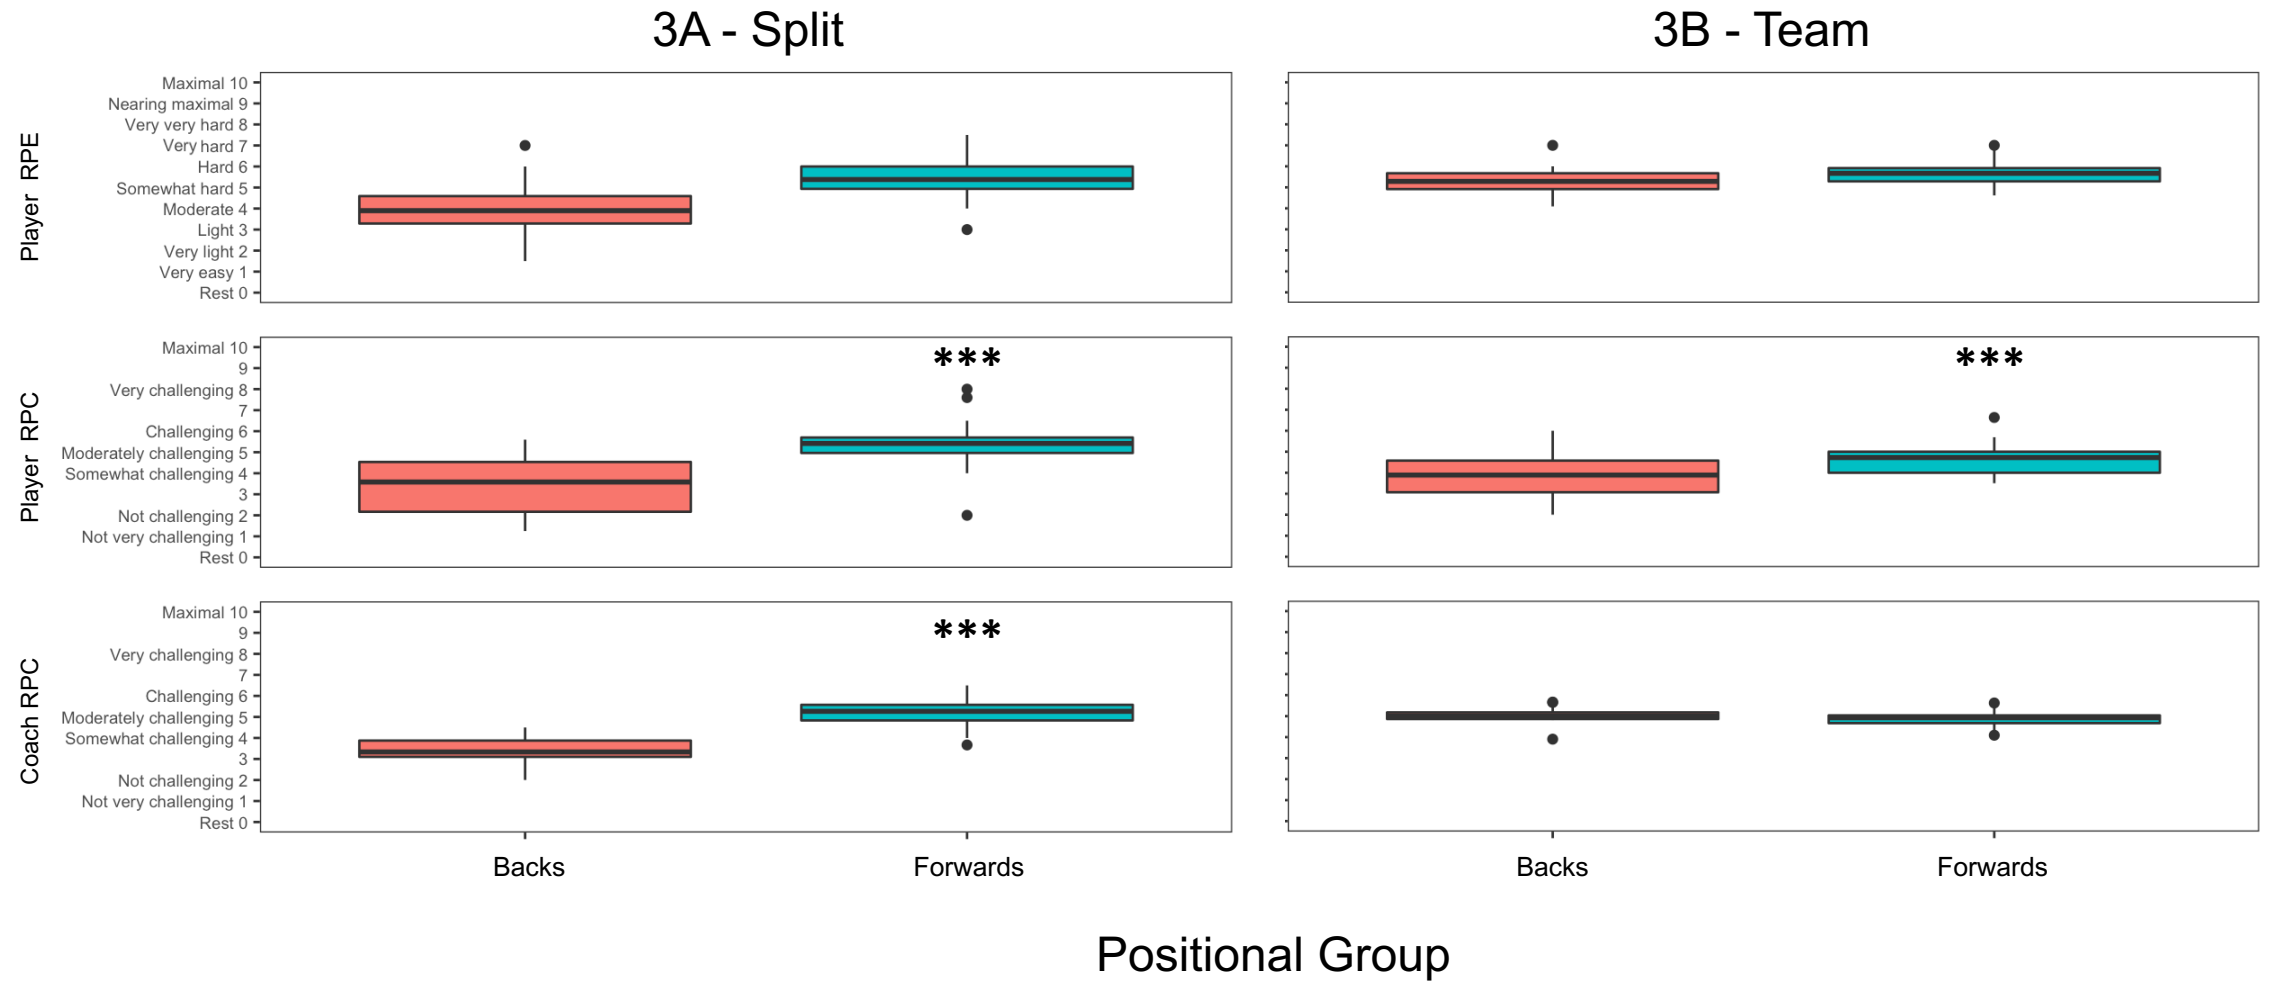 3A - Split
3B - Team
Player RPE
Maximal 10
Nearing maximal 9
Very very hard 8
Very hard 7
Hard 6
Somewhat hard 5
Moderate 4
Light 3
Very light 2
Very easy 1
Rest 0
Player RPC
Maximal 10
9
Very challenging 8
7
Challenging 6
Moderately challenging 5
Somewhat challenging 4
3
Not challenging 2
Not very challenging 1
Rest 0
***
***
Coach RPC
Maximal 10
9
Very challenging 8
7
Challenging 6
Moderately challenging 5
Somewhat challenging 4
3
Not challenging 2
Not very challenging 1
Rest 0
***
Backs
Forwards
Backs
Forwards
Positional Group